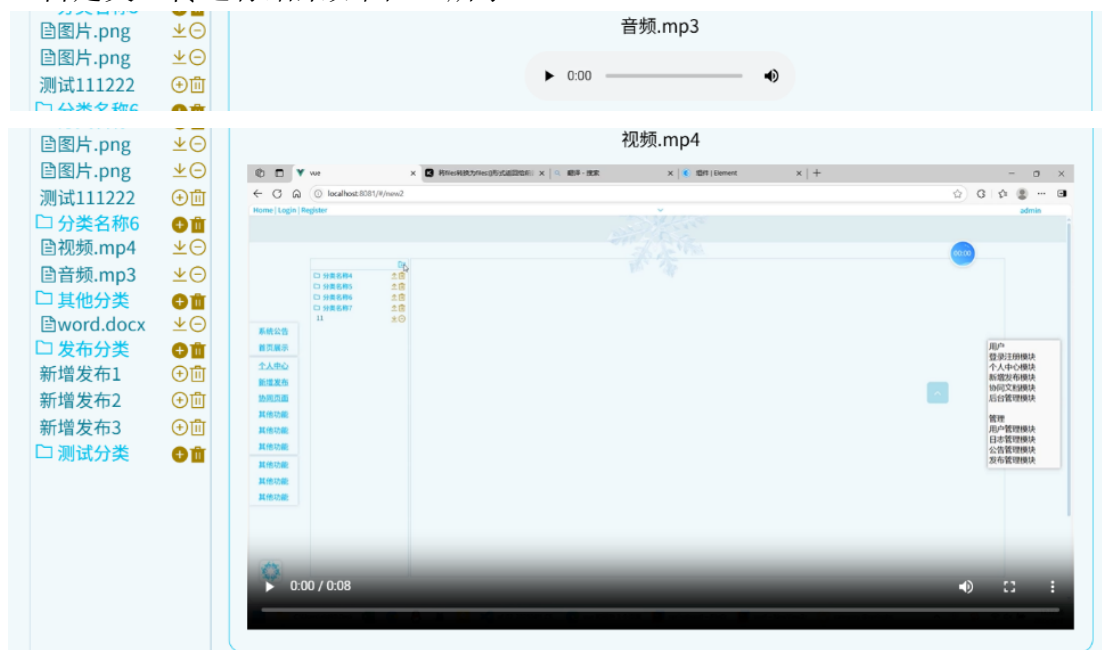 图片.png
图片.png
测试111222
分类名称6
音频.mp3
0:00
图片.png
图片.png
测试111222
分类名称6
视频.mp4
音频.mp3
其他分类
word.docx
发布分类
新增发布1
新增发布2
新增发布3
测试分类
视频.mp4
vue
翻译 - 搜索
组件 | Element
localhost:8081/#/new2
Home | Login | Register
admin
00:00
分类名称4
分类名称5
分类名称6
分类名称7
11
系统公告
首页展示
个人中心
新增发布
协同页面
其他功能
其他功能
其他功能
其他功能
其他功能
其他功能
用户
登录注册模块
个人中心模块
新增发布模块
协同文档模块
后台管理模块
管理
用户管理模块
日志管理模块
公告管理模块
发布管理模块
0:00 / 0:08